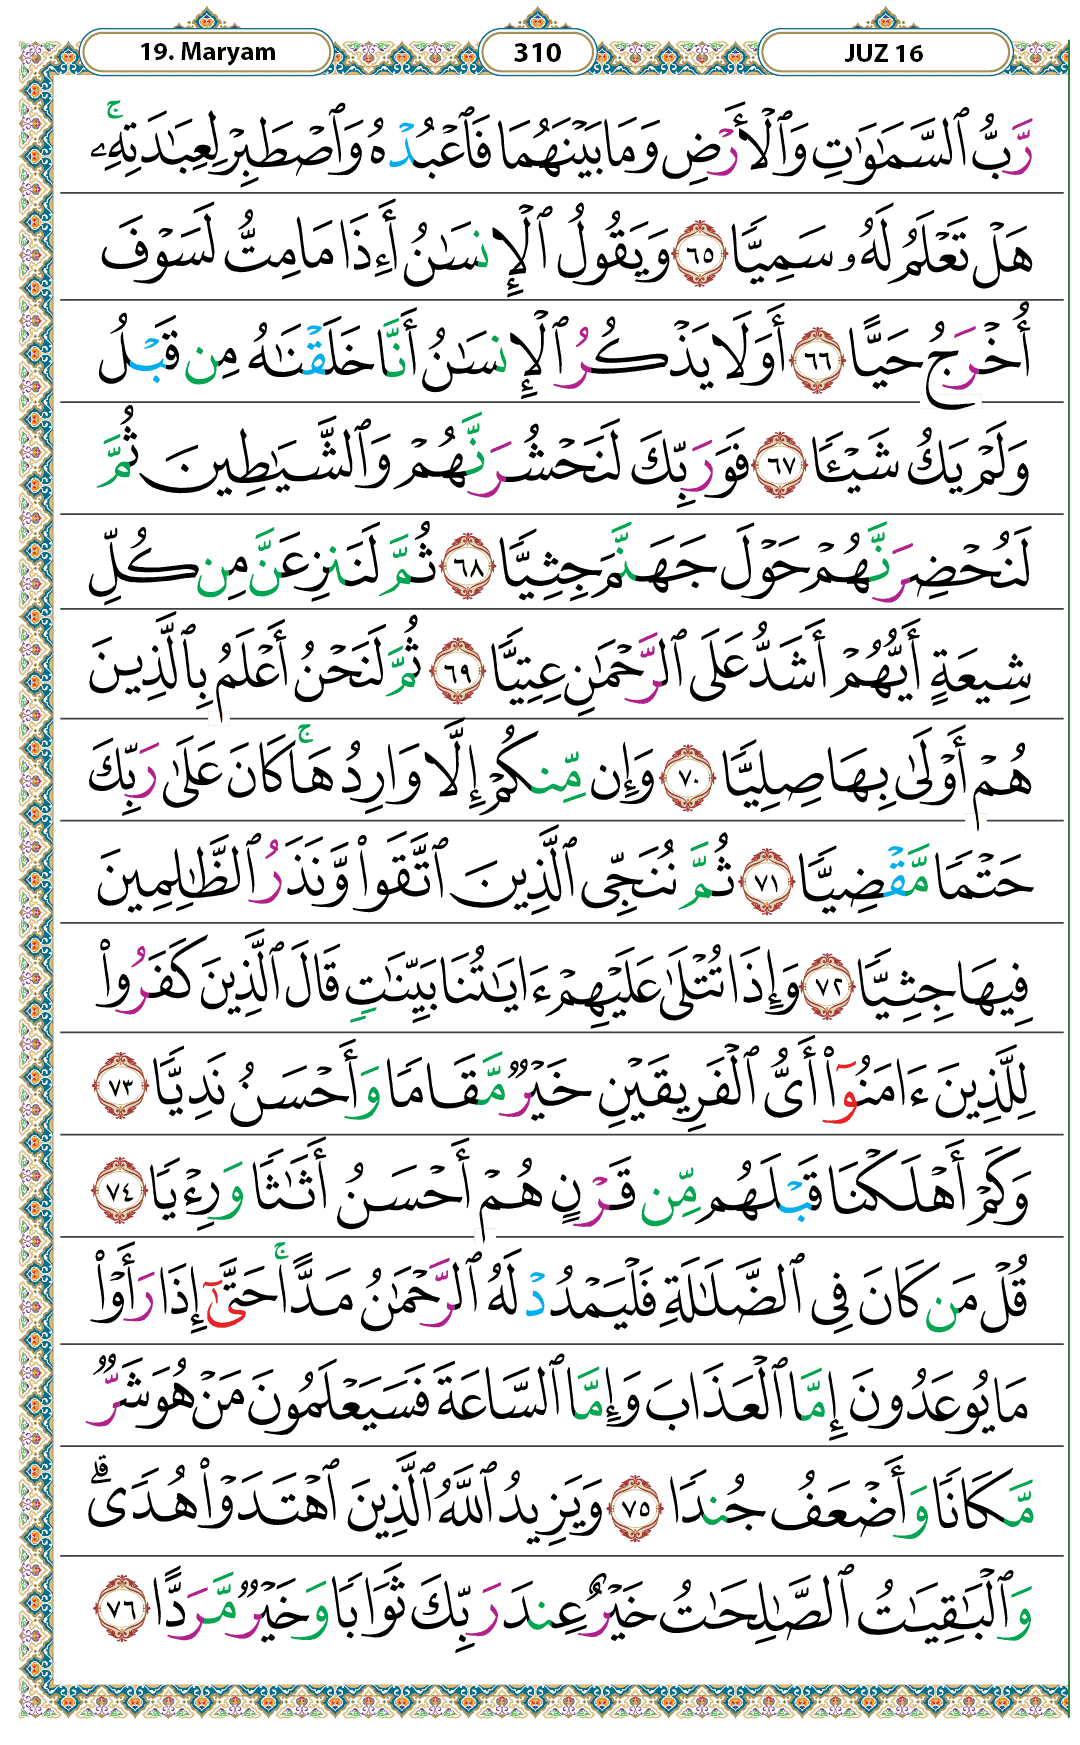 19. Maryam 310 JUZ 16
رَّبُّ ٱلسَّمَٰوَٰتِ وَٱلْأَرْضِ وَمَا بَيْنَهُمَا فَٱعْبُدْهُ وَٱصْطَبِرْ لِعِبَٰدَتِهِۦۚ
هَلْ تَعْلَمُ لَهُۥ سَمِيًّا ٦٥ وَيَقُولُ ٱلْإِنسَٰنُ أَءِذَا مَا مِتُّ لَسَوْفَ
أُخْرَجُ حَيًّا ٦٦ أَوَلَا يَذْكُرُ ٱلْإِنسَٰنُ أَنَّا خَلَقْنَٰهُ مِن قَبْلُ
وَلَمْ يَكُ شَيْـًٔا ٦٧ فَوَرَبِّكَ لَنَحْشُرَنَّهُمْ وَٱلشَّيَٰطِينَ ثُمَّ
لَنُحْضِرَنَّهُمْ حَوْلَ جَهَنَّمَ جِثِيًّا ٦٨ ثُمَّ لَنَنزِعَنَّ مِن كُلِّ
شِيعَةٍ أَيُّهُمْ أَشَدُّ عَلَى ٱلرَّحْمَٰنِ عِتِيًّا ٦٩ ثُمَّ لَنَحْنُ أَعْلَمُ بِٱلَّذِينَ
هُمْ أَوْلَىٰ بِهَا صِلِيًّا ٧٠ وَإِن مِّنكُمْ إِلَّا وَارِدُهَاۚ كَانَ عَلَىٰ رَبِّكَ
حَتْمًا مَّقْضِيًّا ٧١ ثُمَّ نُنَجِّى ٱلَّذِينَ ٱتَّقَوا۟ وَّنَذَرُ ٱلظَّٰلِمِينَ
فِيهَا جِثِيًّا ٧٢ وَإِذَا تُتْلَىٰ عَلَيْهِمْ ءَايَٰتُنَا بَيِّنَٰتٍ قَالَ ٱلَّذِينَ كَفَرُوا۟
لِلَّذِينَ ءَامَنُوٓا۟ أَىُّ ٱلْفَرِيقَيْنِ خَيْرٌ مَّقَامًا وَأَحْسَنُ نَدِيًّا ٧٣
وَكَمْ أَهْلَكْنَا قَبْلَهُم مِّن قَرْنٍ هُمْ أَحْسَنُ أَثَٰثًا وَرِءْيًا ٧٤
قُلْ مَن كَانَ فِى ٱلضَّلَٰلَةِ فَلْيَمْدُدْ لَهُ ٱلرَّحْمَٰنُ مَدًّاۚ حَتَّىٰٓ إِذَا رَأَوْا۟
مَا يُوعَدُونَ إِمَّا ٱلْعَذَابَ وَإِمَّا ٱلسَّاعَةَ فَسَيَعْلَمُونَ مَنْ هُوَ شَرٌّ
مَّكَانًا وَأَضْعَفُ جُندًا ٧٥ وَيَزِيدُ ٱللَّهُ ٱلَّذِينَ ٱهْتَدَوْا۟ هُدًىۗ
وَٱلْبَٰقِيَٰتُ ٱلصَّٰلِحَٰتُ خَيْرٌ عِندَ رَبِّكَ ثَوَابًا وَخَيْرٌ مَّرَدًّا ٧٦